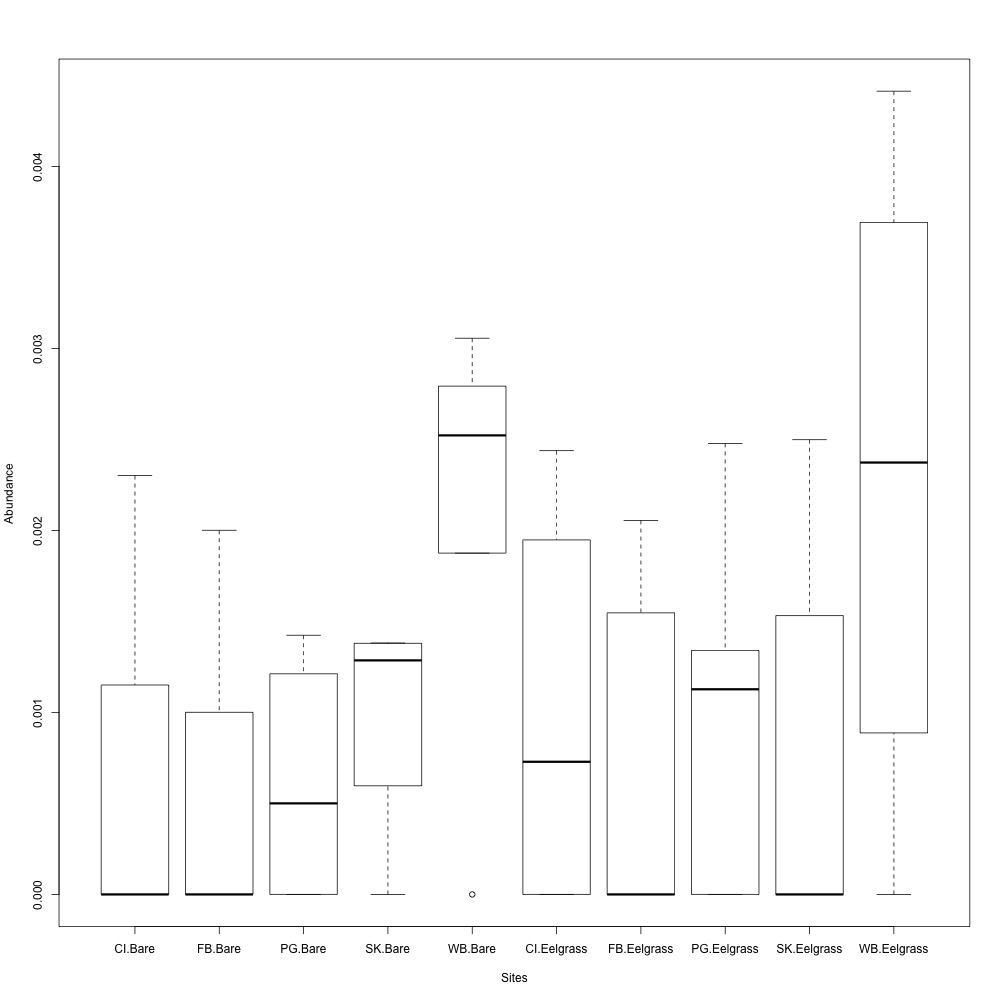 Abundance
0.004
0.003
0.002
0.001
0.000
CI.Bare FB.Bare PG.Bare SK.Bare WB.Bare CI.Eelgrass FB.Eelgrass PG.Eelgrass SK.Eelgrass WB.Eelgrass
Sites